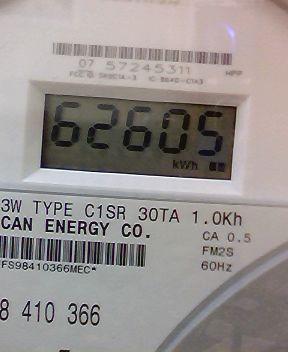 07 57245311
HPP
62605
kWh
3W TYPE C1SR 30TA 1.0Kh
CAN ENERGY CO.
CA 0.5
FM2S
60Hz
FS98410366MEC*
8 410 366